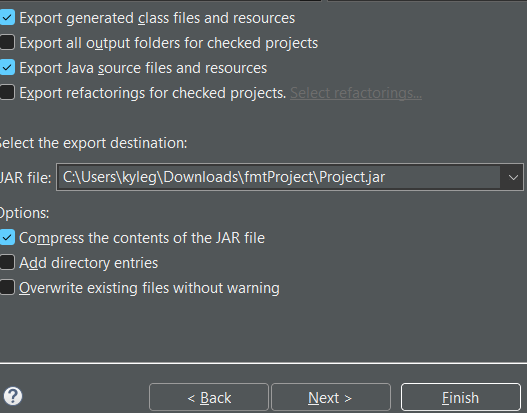 Export generated class files and resources
Export all output folders for checked projects
Export Java source files and resources
Export refactorings for checked projects. Select refactorings...
Select the export destination:
JAR file: C:\Users\kyleg\Downloads\fmtProject\Project.jar
Options:
Compress the contents of the JAR file
Add directory entries
Overwrite existing files without warning
? < Back Next > Finish